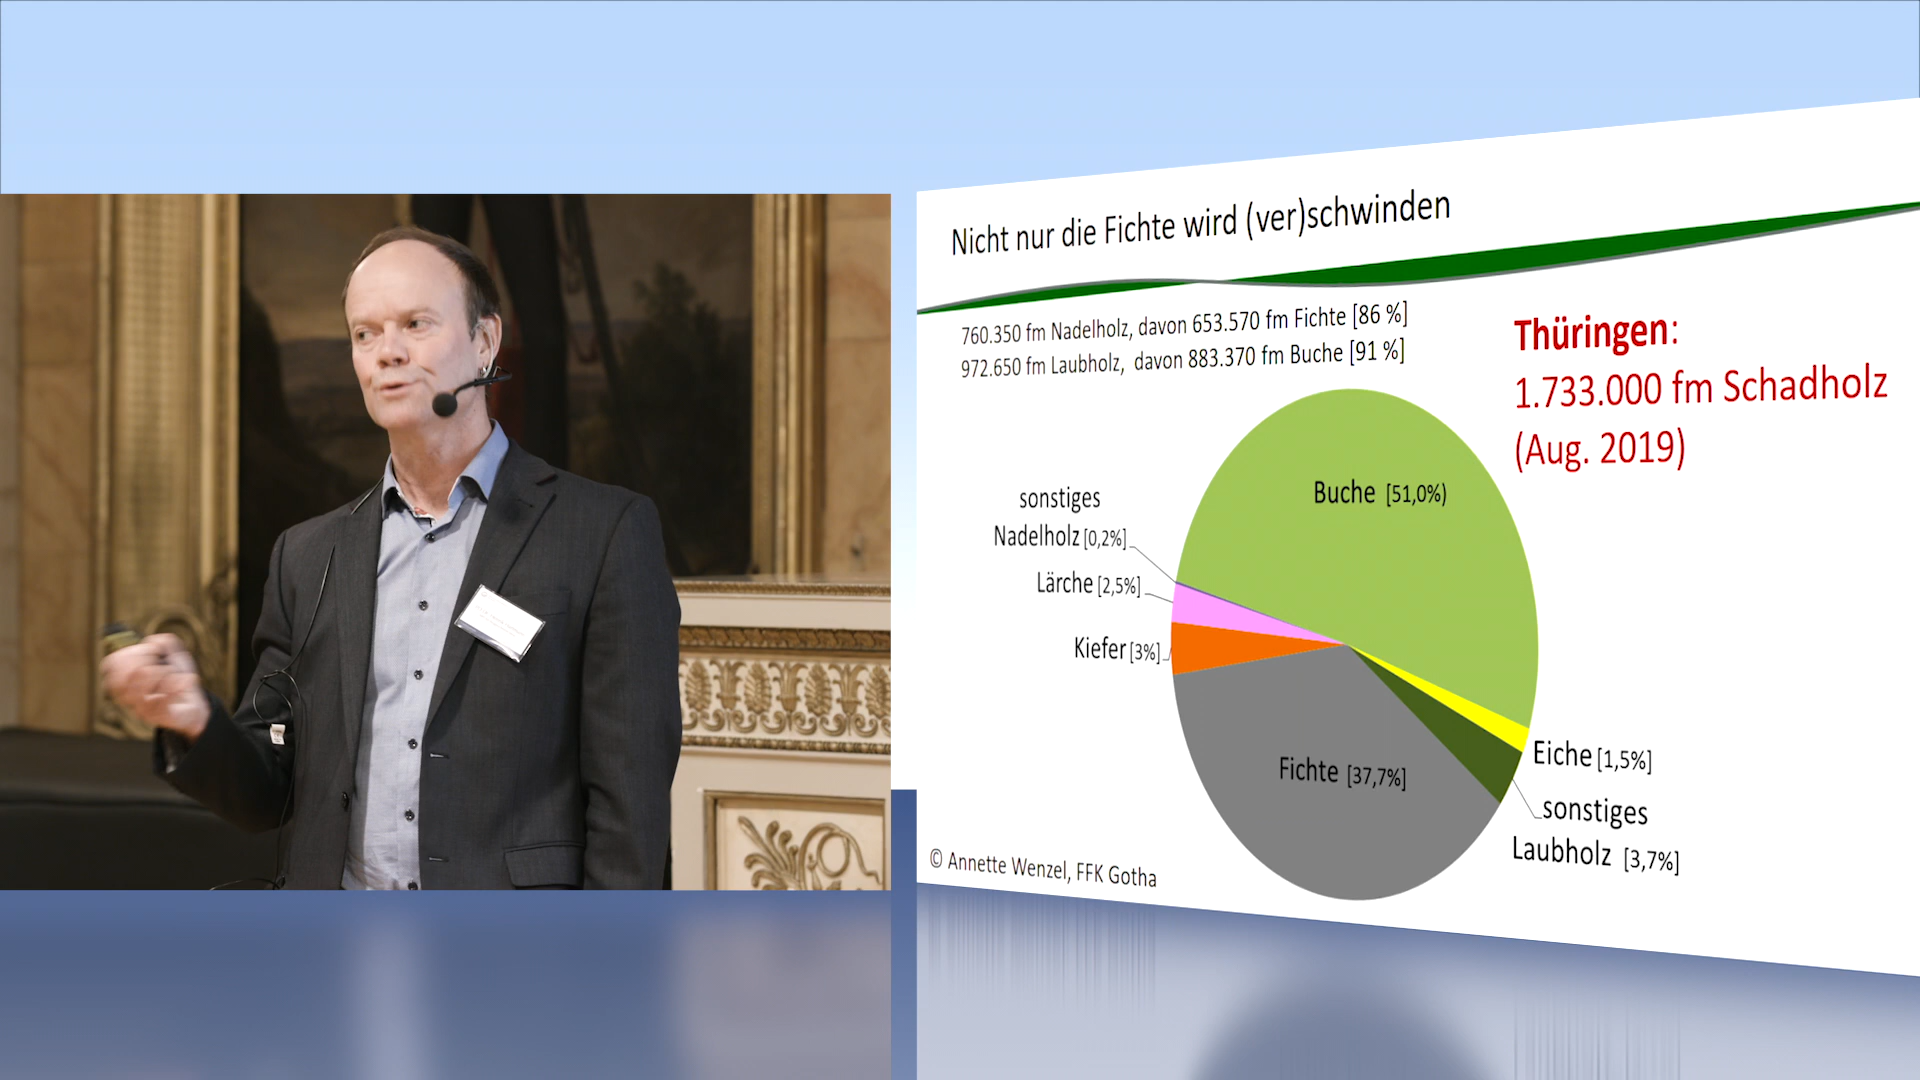 Nicht nur die Fichte wird (ver)schwinden
760.350 fm Nadelholz, davon 653.570 fm Fichte [86 %]
972.650 fm Laubholz, davon 883.370 fm Buche [91 %]
Thüringen:
1.733.000 fm Schadholz
(Aug. 2019)
Buche [51,0%)
sonstiges
Nadelholz [0,2%]
Lärche [2,5%]
Kiefer [3%]
Fichte [37,7%]
Eiche [1,5%]
sonstiges
Laubholz [3,7%]
© Annette Wenzel, FFK Gotha